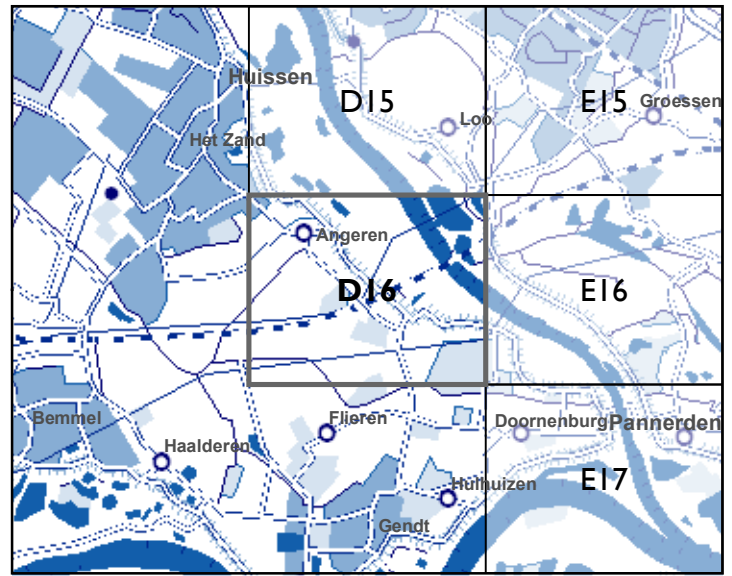 Huissen
D15
E15
Groessen
Loo
Het Zand
Angeren
D16
E16
Bemmel
Flieren
Doornenburg
Pannerden
Haalderen
E17
Hulhuizen
Gendt